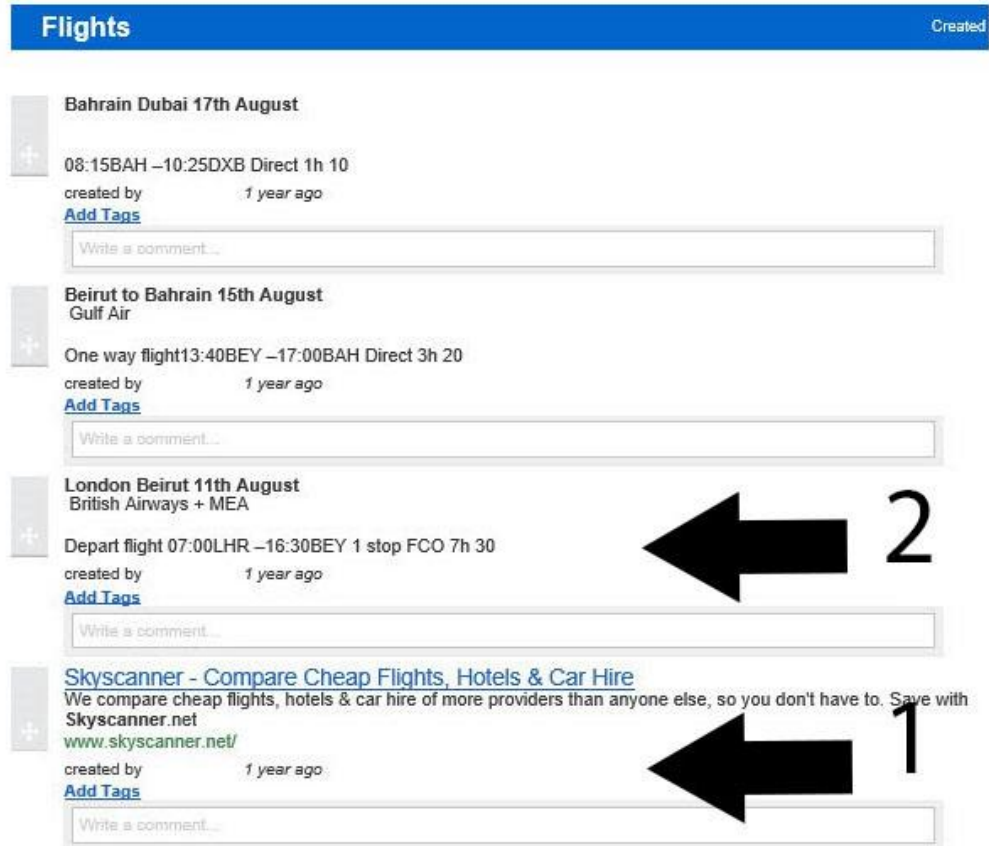 Flights
Created
Bahrain Dubai 17th August
08:15BAH –10:25DXB Direct 1h 10
created by 1 year ago
Add Tags
Write a comment...
Beirut to Bahrain 15th August
Gulf Air
One way flight13:40BEY –17:00BAH Direct 3h 20
created by 1 year ago
Add Tags
Write a comment...
London Beirut 11th August
British Airways + MEA
2
Depart flight 07:00LHR –16:30BEY 1 stop FCO 7h 30
created by 1 year ago
Add Tags
Write a comment...
Skyscanner - Compare Cheap Flights, Hotels & Car Hire
We compare cheap flights, hotels & car hire of more providers than anyone else, so you don't have to. Save with
Skyscanner.net
1
www.skyscanner.net/
created by 1 year ago
Add Tags
Write a comment...